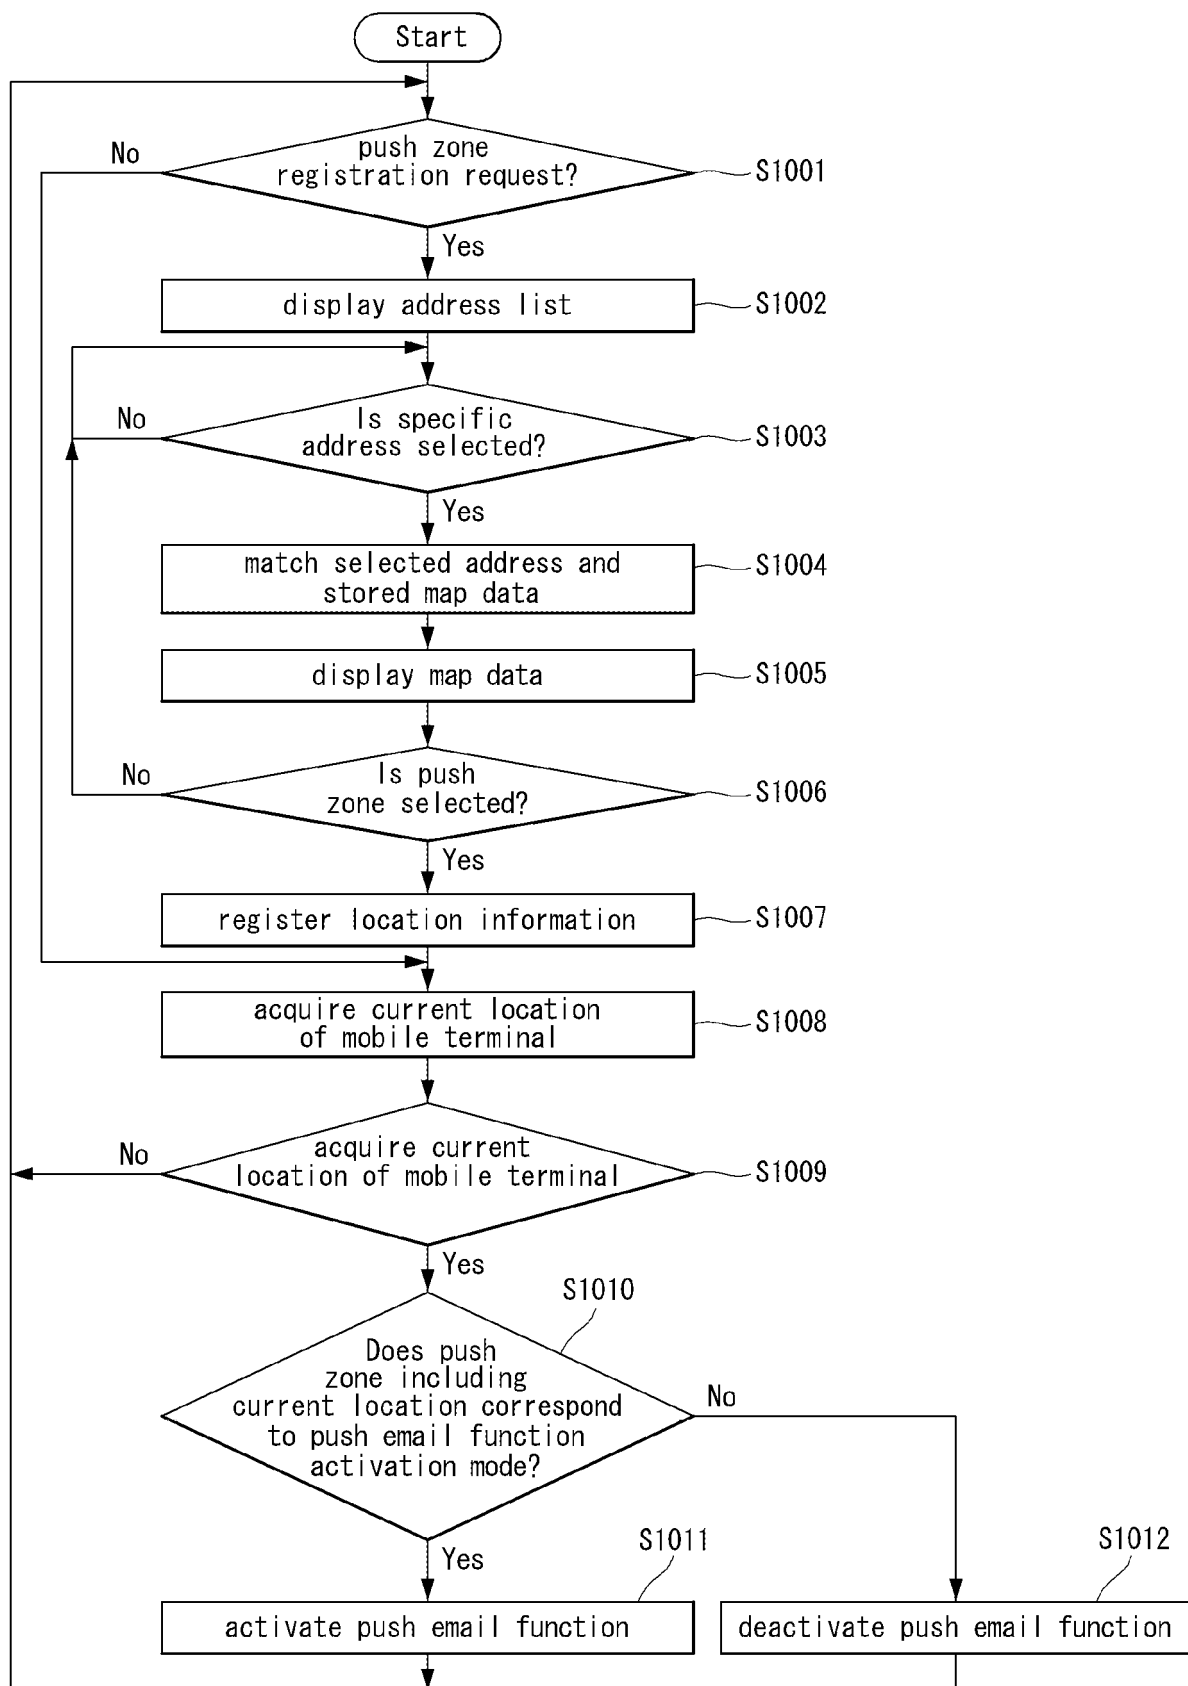 Start
No
push zone
registration request?
S1001
Yes
display address list
S1002
No
Is specific
address selected?
S1003
Yes
match selected address and
stored map data
S1004
display map data
S1005
No
Is push
zone selected?
S1006
Yes
register location information
S1007
acquire current location
of mobile terminal
S1008
No
acquire current
location of mobile terminal
S1009
Yes
S1010
Does push
zone including
current location correspond
to push email function
activation mode?
No
Yes
S1011
S1012
activate push email function
deactivate push email function